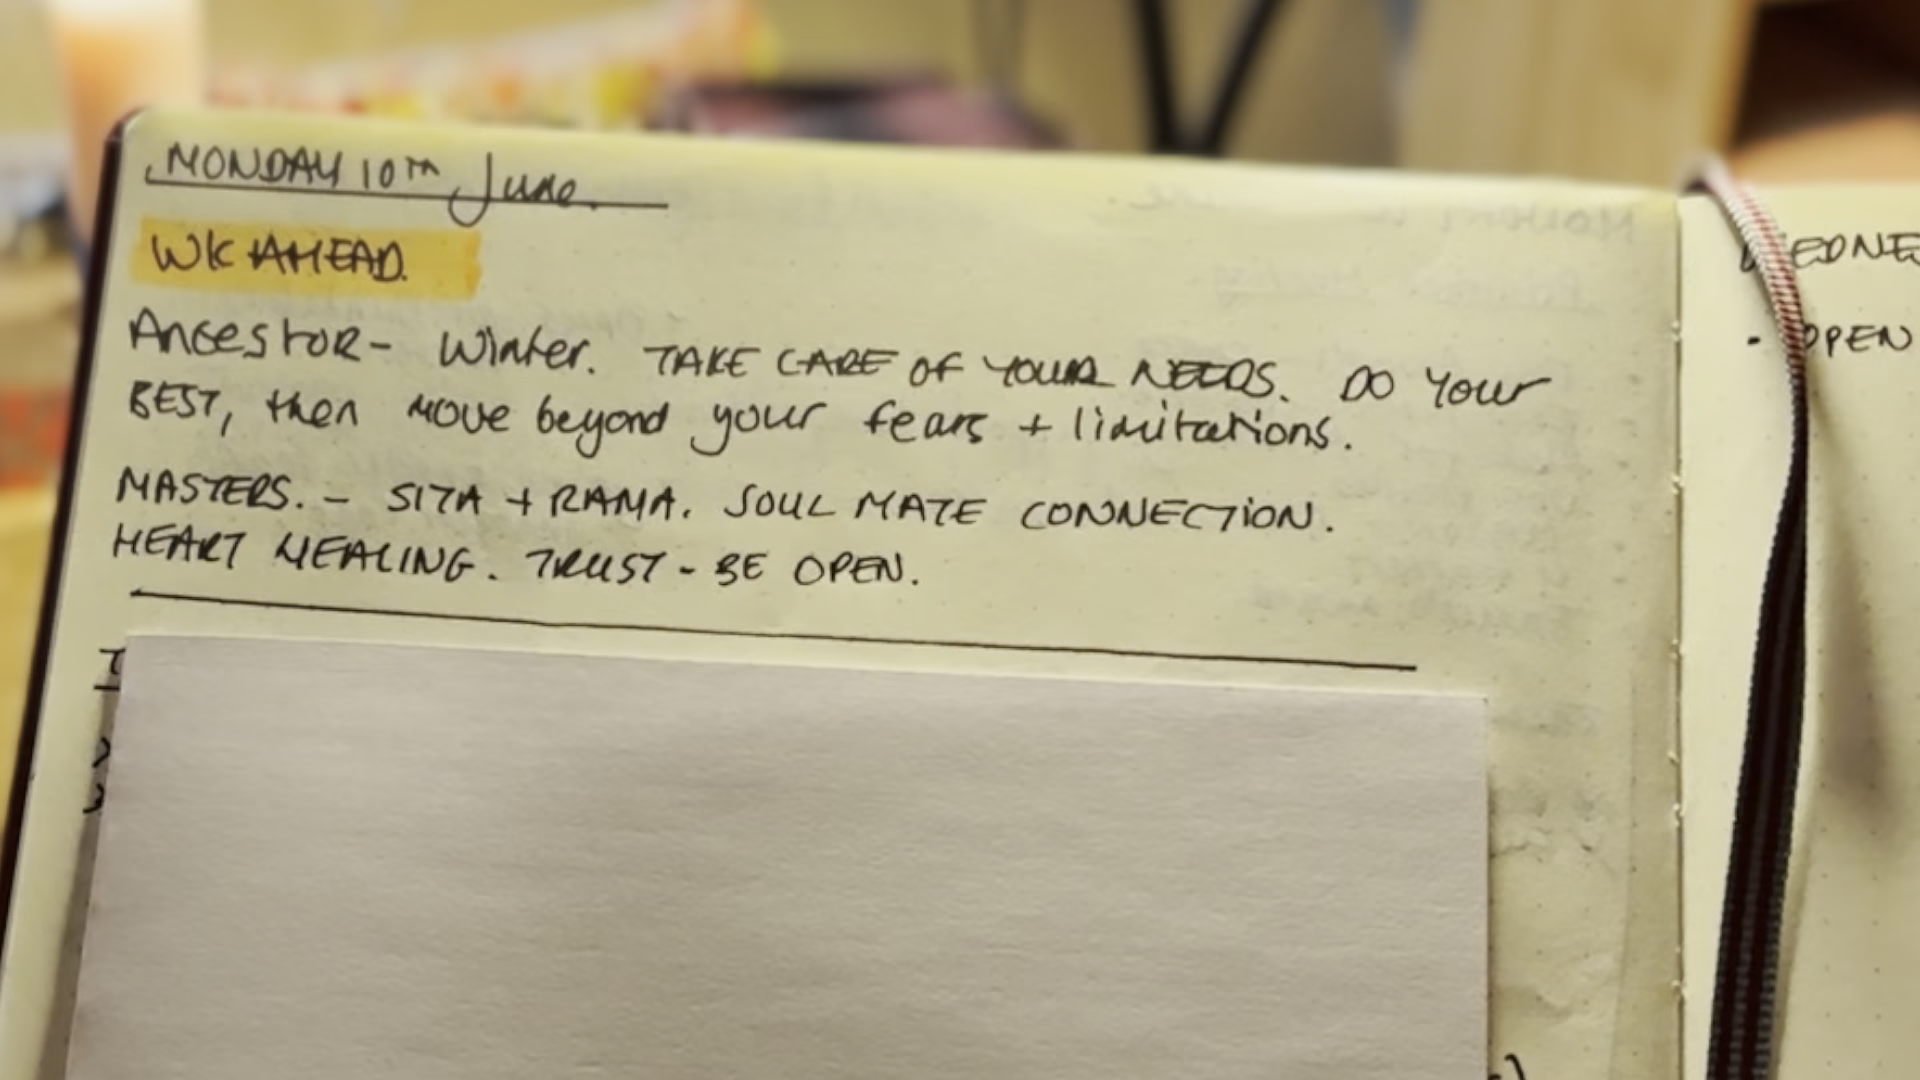 MONDAY 10TH June.
WK AHEAD.
Ancestor - Winter. TAKE CARE OF YOUR NEEDS. DO Your
BEST, then move beyond your fears + limitations.
MASTERS. - SITA + RAMA. SOUL MATE CONNECTION.
HEART HEALING. TRUST - BE OPEN.
OPEN